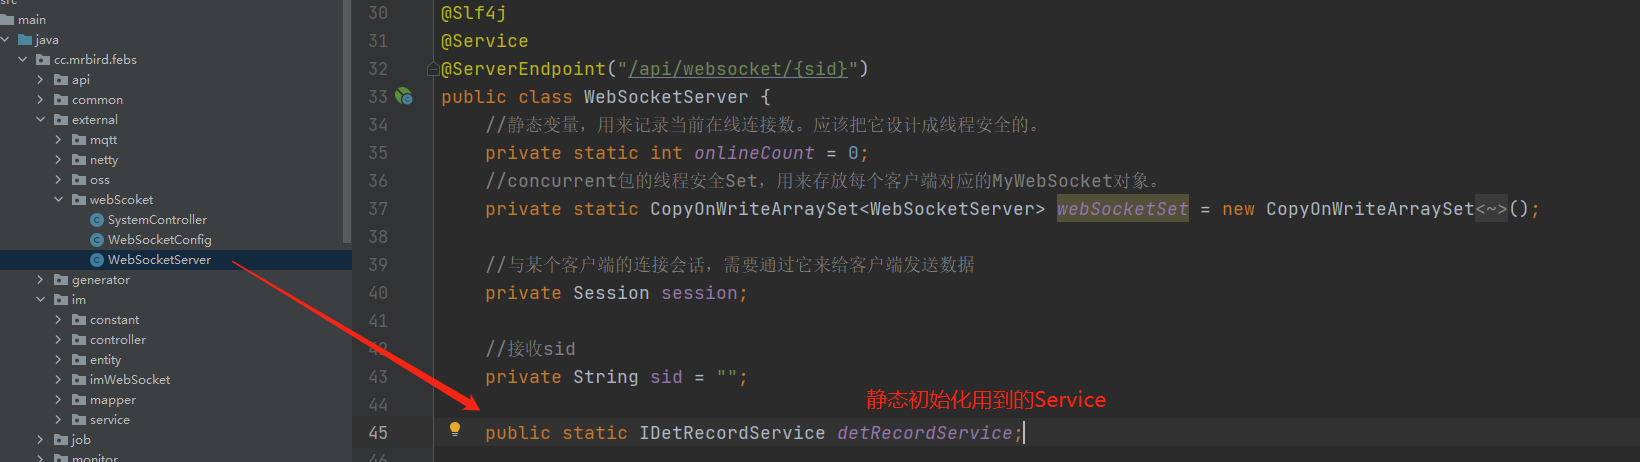 src
main
java
cc.mrbird.febs
api
common
external
mqtt
netty
oss
webScoket
SystemController
WebSocketConfig
WebSocketServer
generator
im
constant
controller
entity
imWebSocket
mapper
service
job
monitor
30 @Slf4j
31 @Service
32 @ServerEndpoint("/api/websocket/{sid}")
33 public class WebSocketServer {
34 //静态变量，用来记录当前在线连接数。应该把它设计成线程安全的。
35 private static int onlineCount = 0;
36 //concurrent包的线程安全Set，用来存放每个客户端对应的MyWebSocket对象。
37 private static CopyOnWriteArraySet<WebSocketServer> webSocketSet = new CopyOnWriteArraySet<~>();
38
39 //与某个客户端的连接会话，需要通过它来给客户端发送数据
40 private Session session;
41
42 //接收sid
43 private String sid = "";
44
静态初始化用到的Service
45 public static IDetRecordService detRecordService;
46